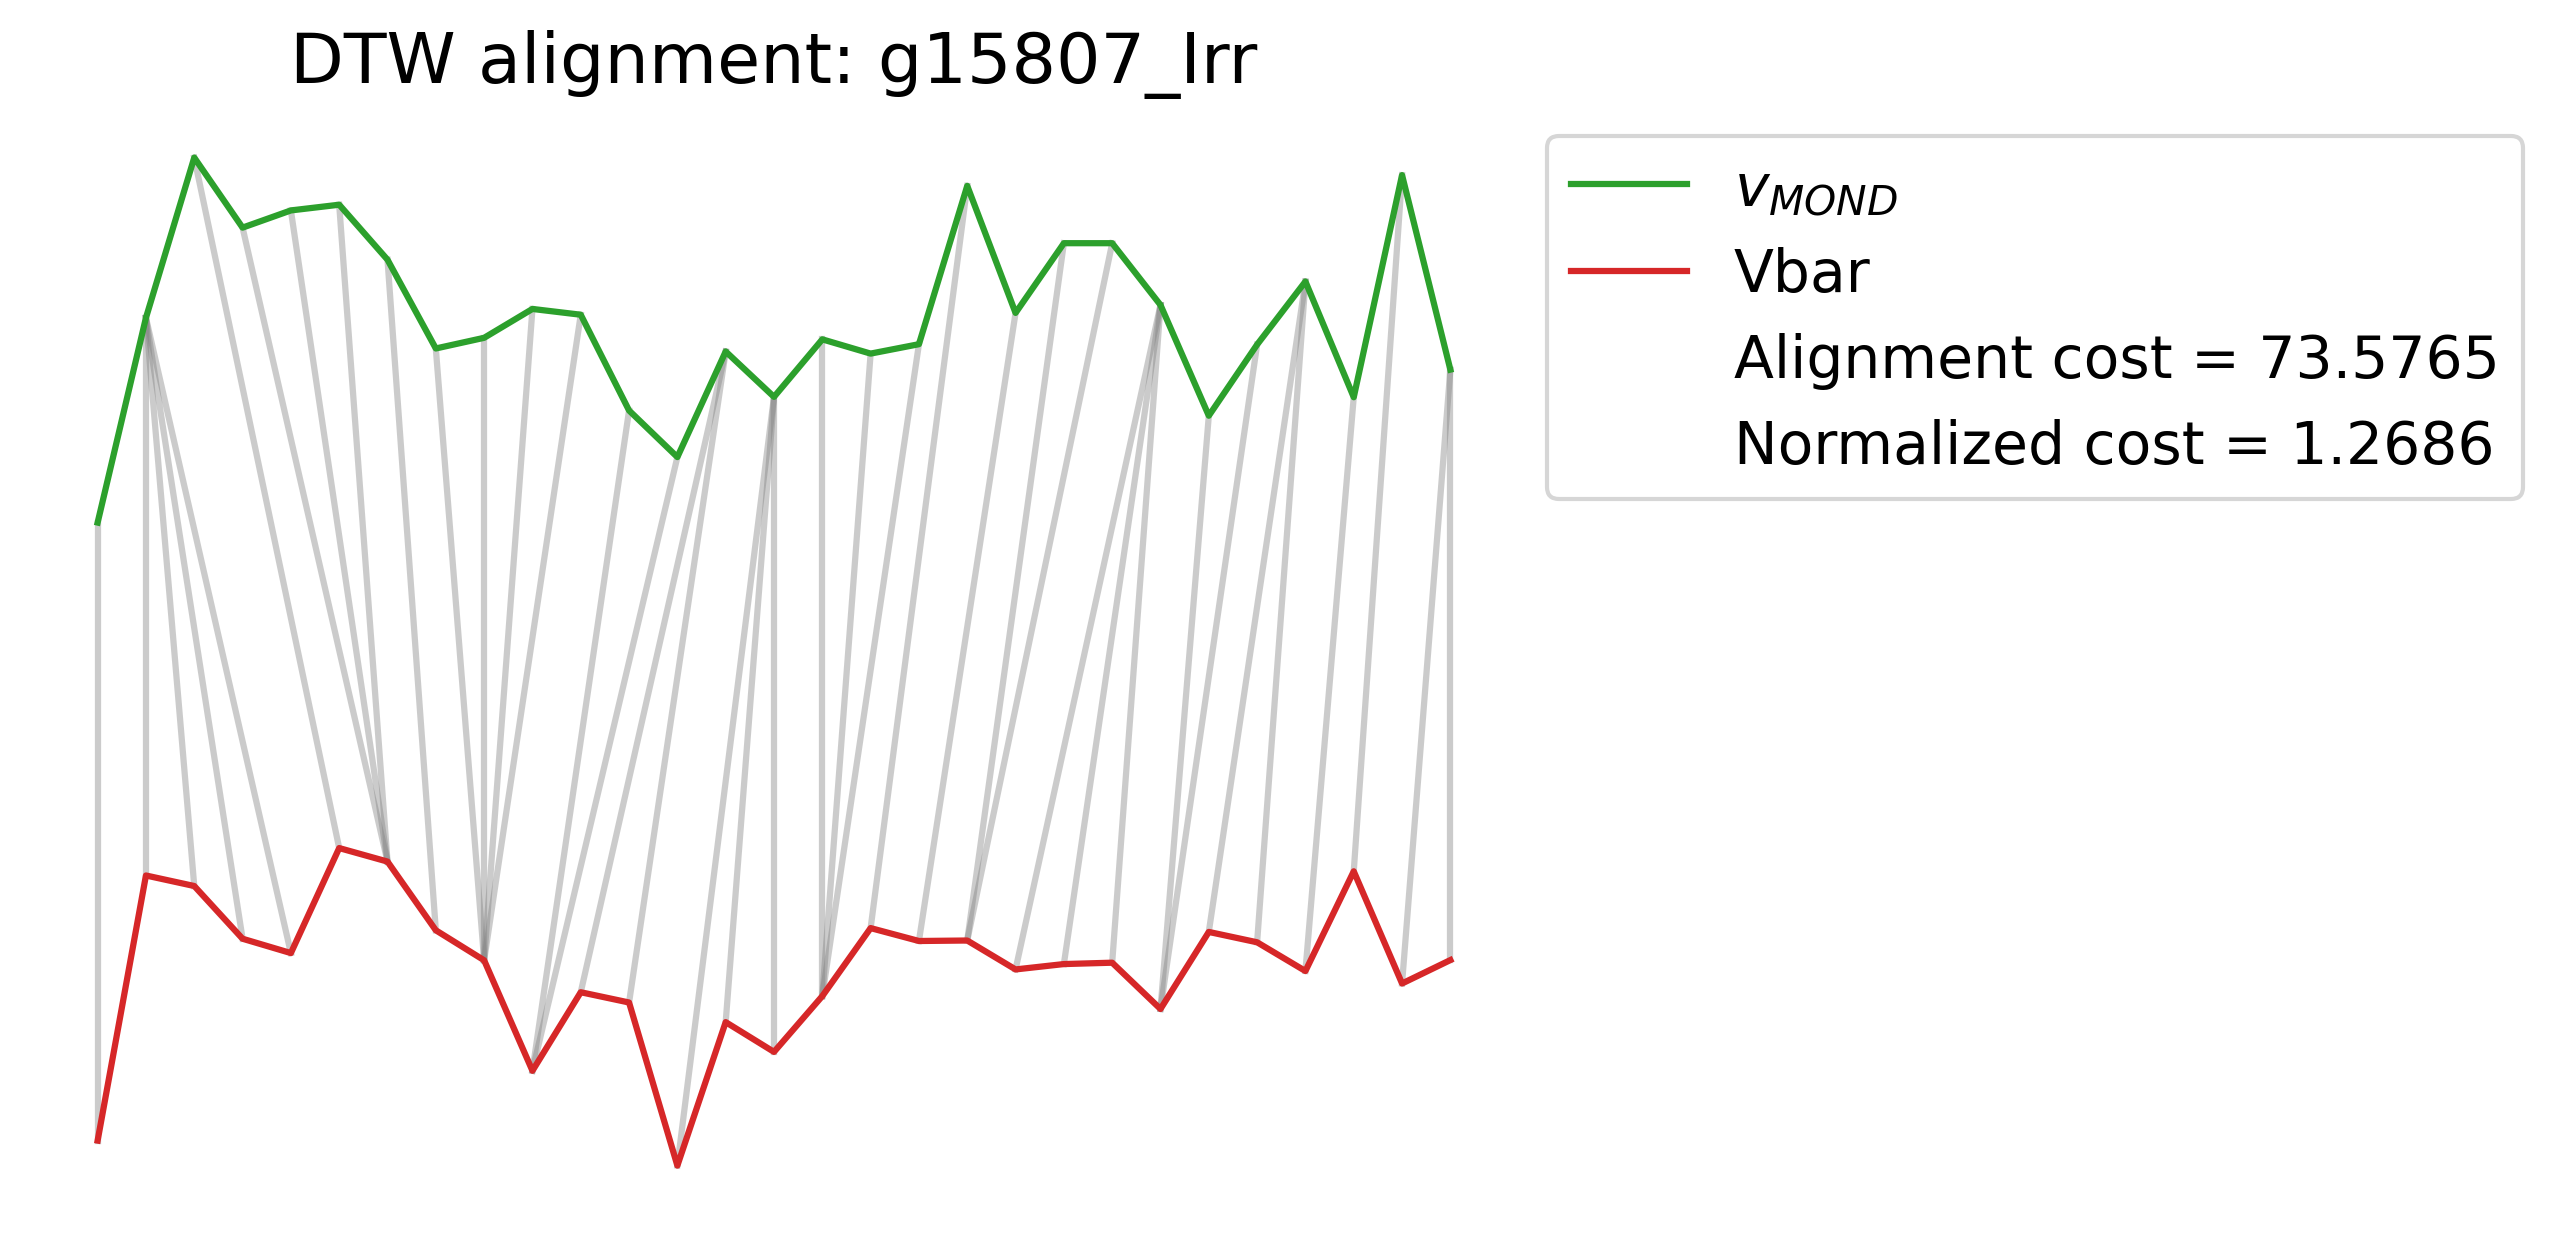 DTW alignment: g15807_Irr
v_MOND
Vbar
Alignment cost = 73.5765
Normalized cost = 1.2686